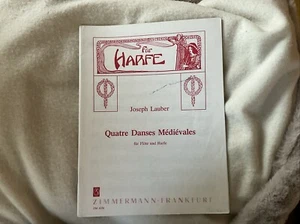 für
HARFE
Joseph Lauber
Quatre Danses Médiévales
für Flöte und Harfe
ZIMMERMANN · FRANKFURT